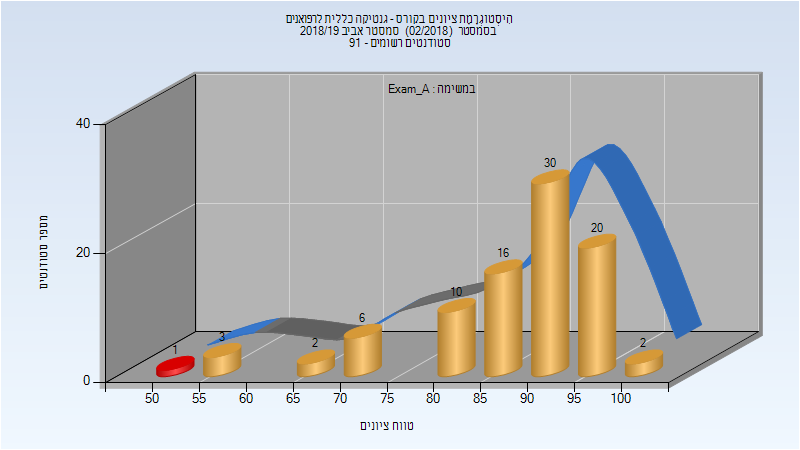 היסטוגרמת ציונים בקורס - גנטיקה כללית לרפואנים
בסמסטר (02/2018) סמסטר אביב 2018/19
סטודנטים רשומים - 91
במשימה : Exam_A
מספר סטודנטים
40
20
0
1
3
2
6
10
16
30
20
2
50 55 60 65 70 75 80 85 90 95 100
טווח ציונים